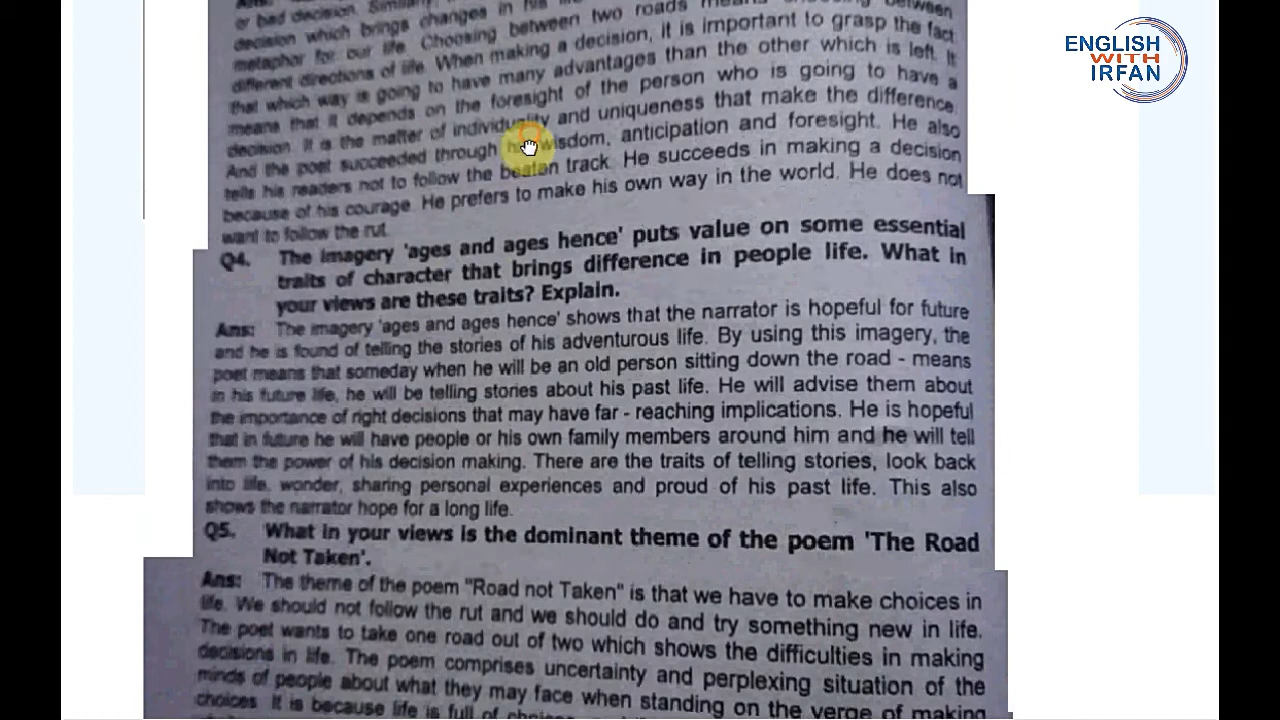 or bad decision.
decision which brings changes in his
metaphor for our life. Choosing between two roads means between
different directions of life. When making a decision, it is important to grasp the fact
that which way is going to have many advantages than the other which is left. It
means that it depends on the foresight of the person who is going to have a
decision. It is the matter of individuality and uniqueness that make the difference.
And the poet succeeded through wisdom, anticipation and foresight. He also
tells his readers not to follow the beaten track. He succeeds in making a decision
because of his courage. He prefers to make his own way in the world. He does not
want to follow the rut.
Q4. The imagery 'ages and ages hence' puts value on some essential
traits of character that brings difference in people life. What in
your views are these traits? Explain.
Ans: The imagery 'ages and ages hence' shows that the narrator is hopeful for future
and he is found of telling the stories of his adventurous life. By using this imagery, the
poet means that someday when he will be an old person sitting down the road - means
in his future life, he will be telling stories about his past life. He will advise them about
the importance of right decisions that may have far - reaching implications. He is hopeful
that in future he will have people or his own family members around him and he will tell
them the power of his decision making. There are the traits of telling stories, look back
into life, wonder, sharing personal experiences and proud of his past life. This also
shows the narrator hope for a long life.
Q5. What in your views is the dominant theme of the poem 'The Road
Not Taken'.
Ans: The theme of the poem "Road not Taken" is that we have to make choices in
life. We should not follow the rut and we should do and try something new in life.
The poet wants to take one road out of two which shows the difficulties in making
decisions in life. The poem comprises uncertainty and perplexing situation of the
minds of people about what they may face when standing on the verge of making
choices. It is because life is full of
ENGLISH
WITH
IRFAN